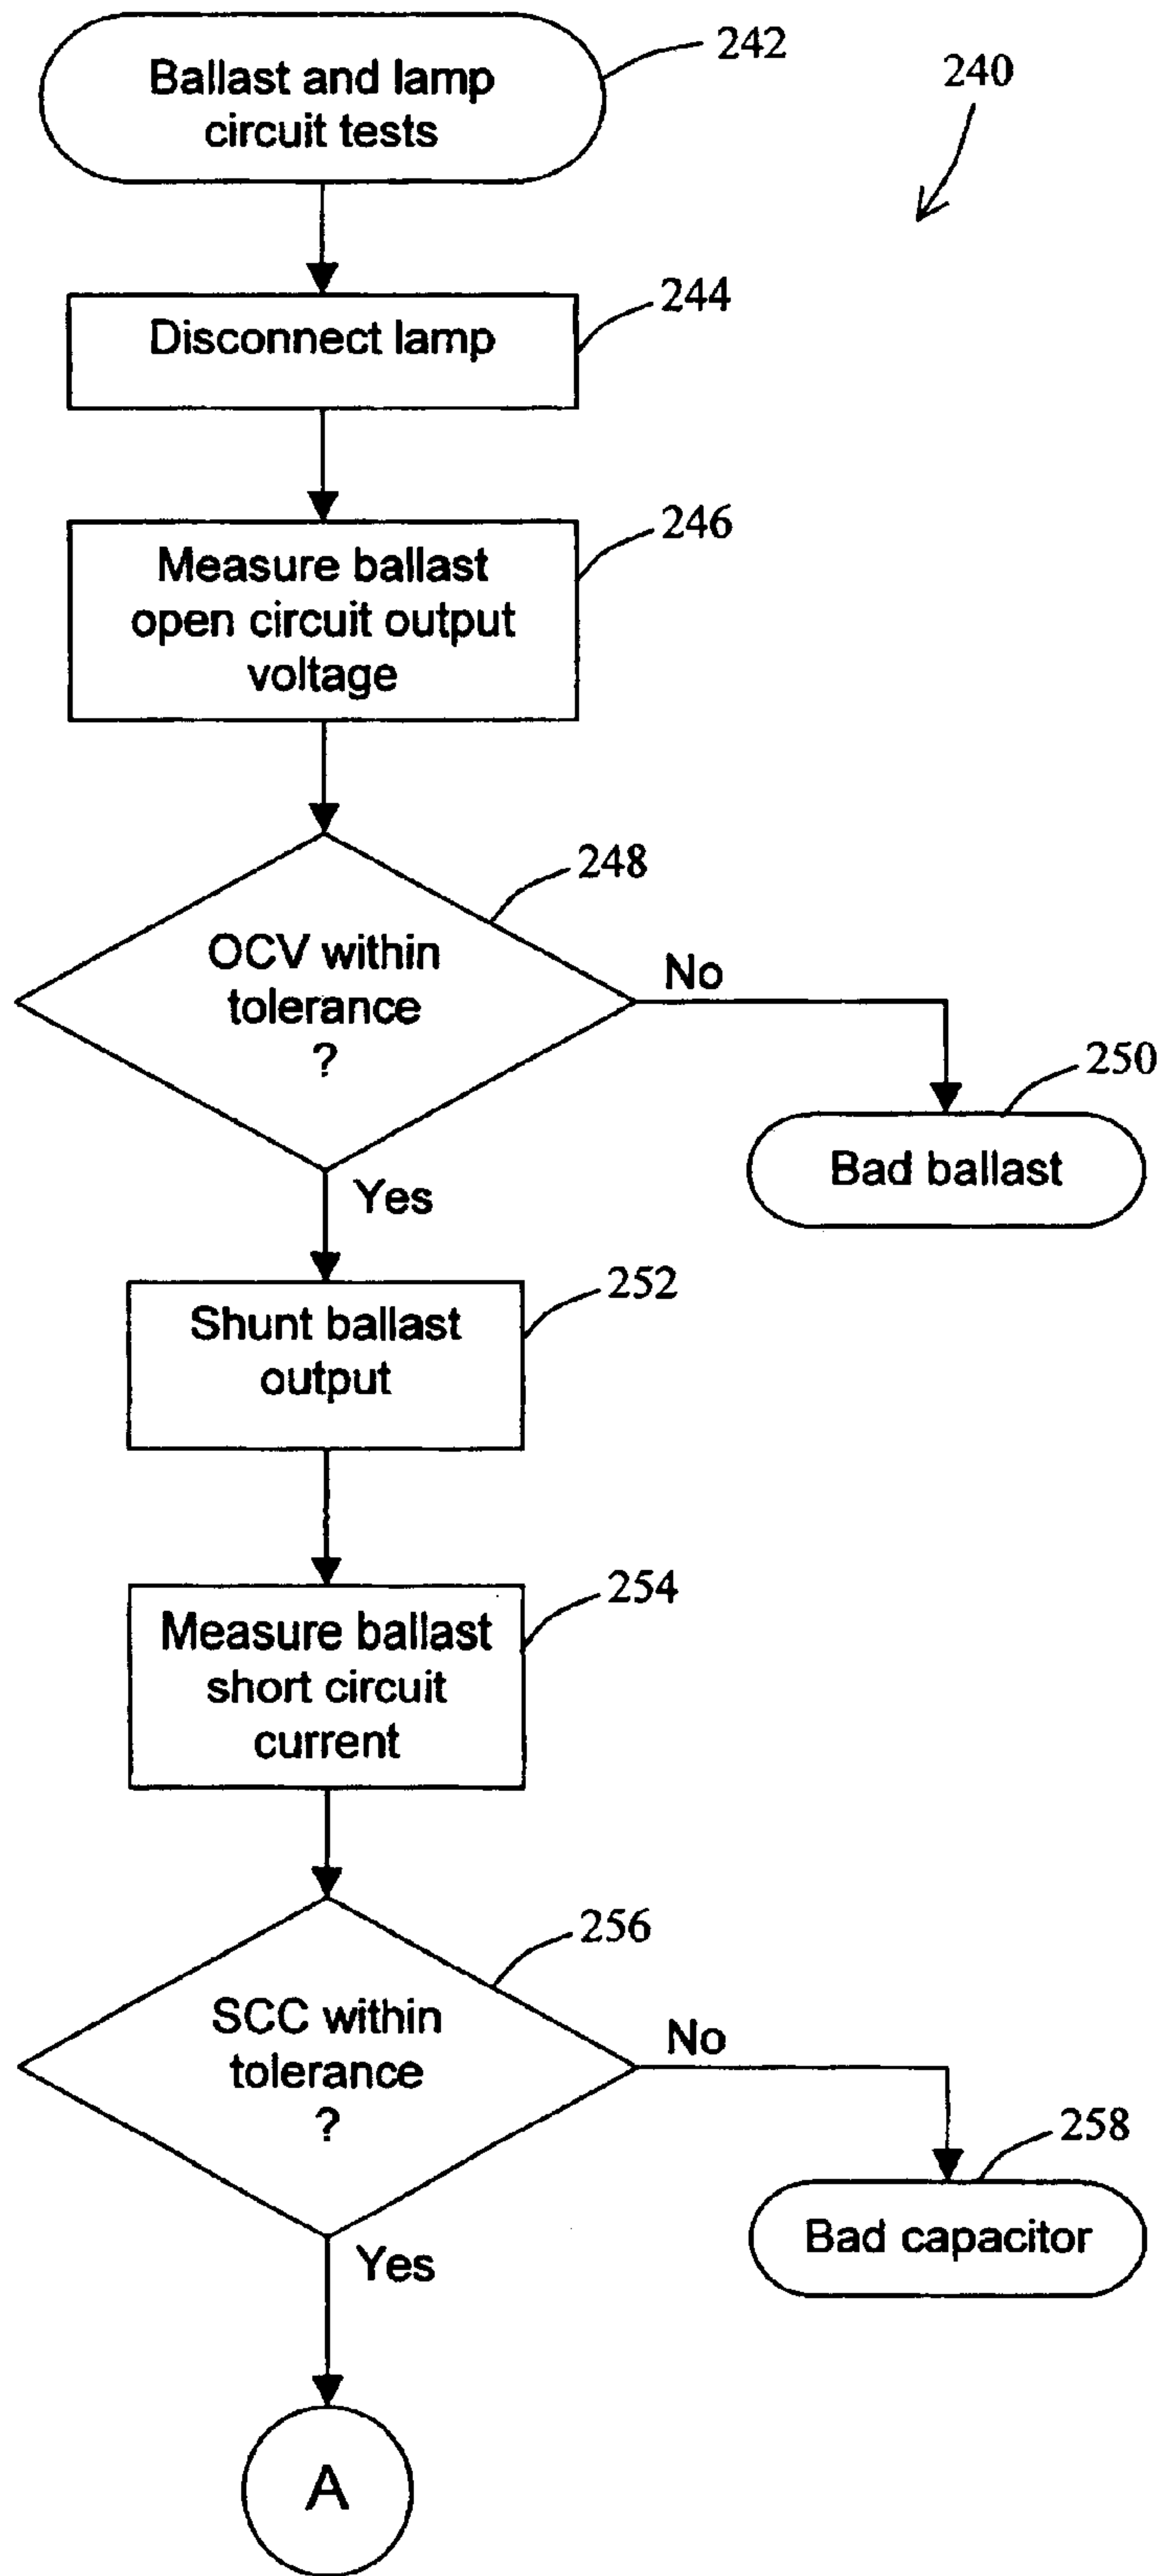 242
240
Ballast and lamp
circuit tests
244
Disconnect lamp
246
Measure ballast
open circuit output
voltage
248
OCV within
tolerance
?
No
250
Bad ballast
Yes
252
Shunt ballast
output
254
Measure ballast
short circuit
current
256
SCC within
tolerance
?
No
258
Bad capacitor
Yes
A